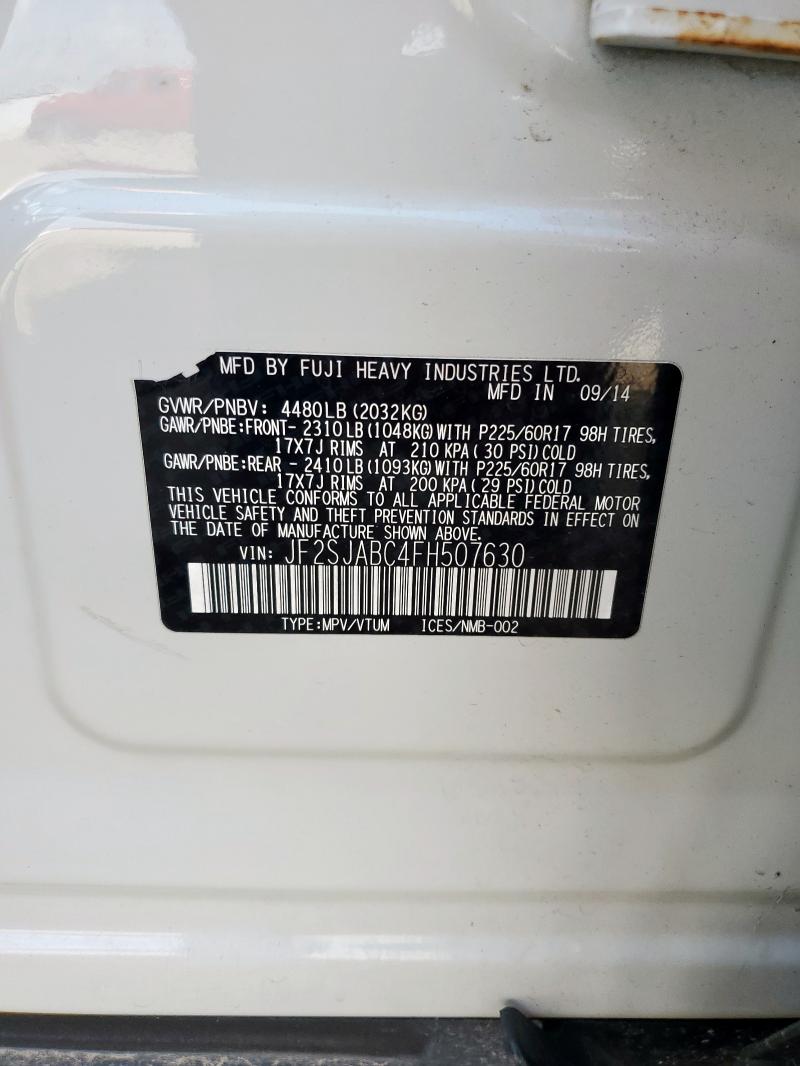 MFD BY FUJI HEAVY INDUSTRIES LTD.
MFD IN 09/14
GVWR/PNBV: 4480LB (2032KG)
GAWR/PNBE:FRONT- 2310LB (1048KG) WITH P225/60R17 98H TIRES,
17X7J RIMS AT 210 KPA ( 30 PSI) COLD
GAWR/PNBE:REAR - 2410LB (1093KG) WITH P225/60R17 98H TIRES,
17X7J RIMS AT 200 KPA ( 29 PSI) COLD
THIS VEHICLE CONFORMS TO ALL APPLICABLE FEDERAL MOTOR
VEHICLE SAFETY AND THEFT PREVENTION STANDARDS IN EFFECT ON
THE DATE OF MANUFACTURE SHOWN ABOVE.
VIN: JF2SJABC4FH507630
TYPE:MPV/VTUM ICES/NMB-002